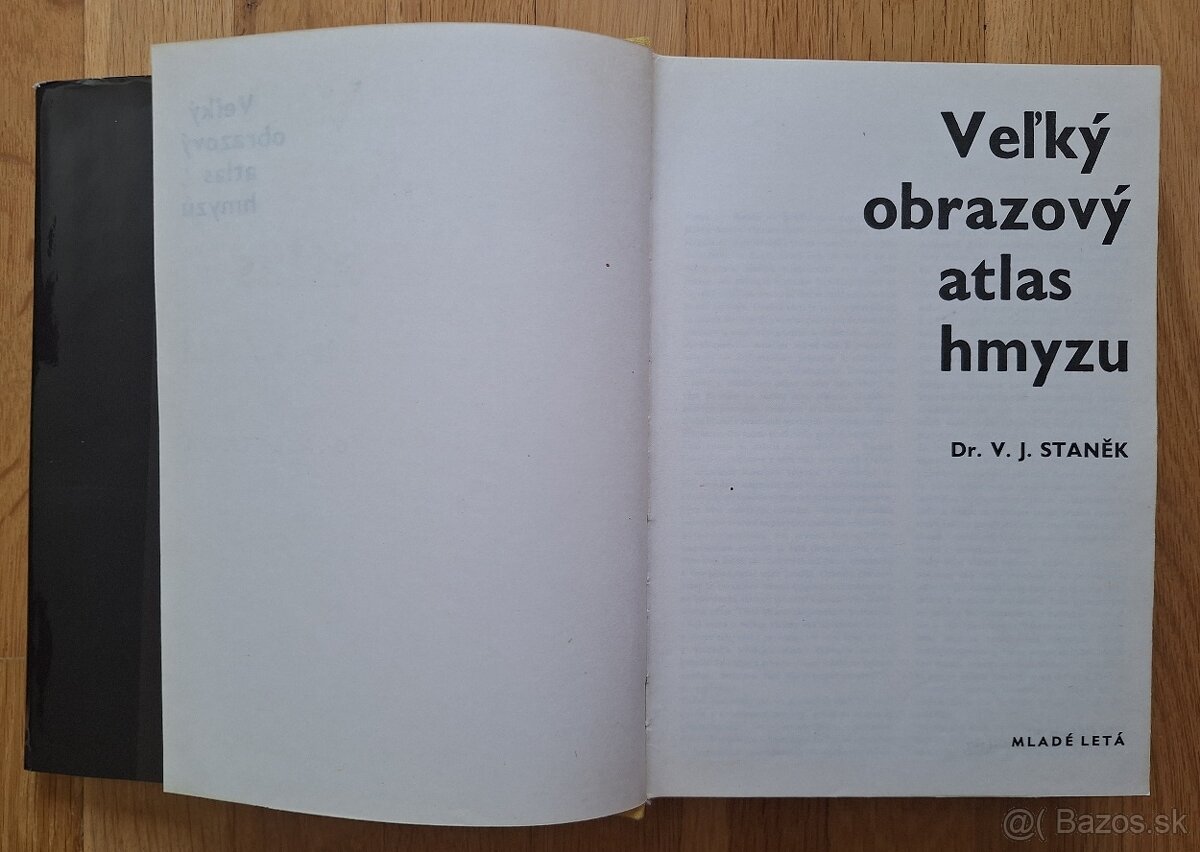 Veľký
obrazový
atlas
hmyzu
Dr. V. J. STANĚK
MLADÉ LETÁ
@( Bazos.sk